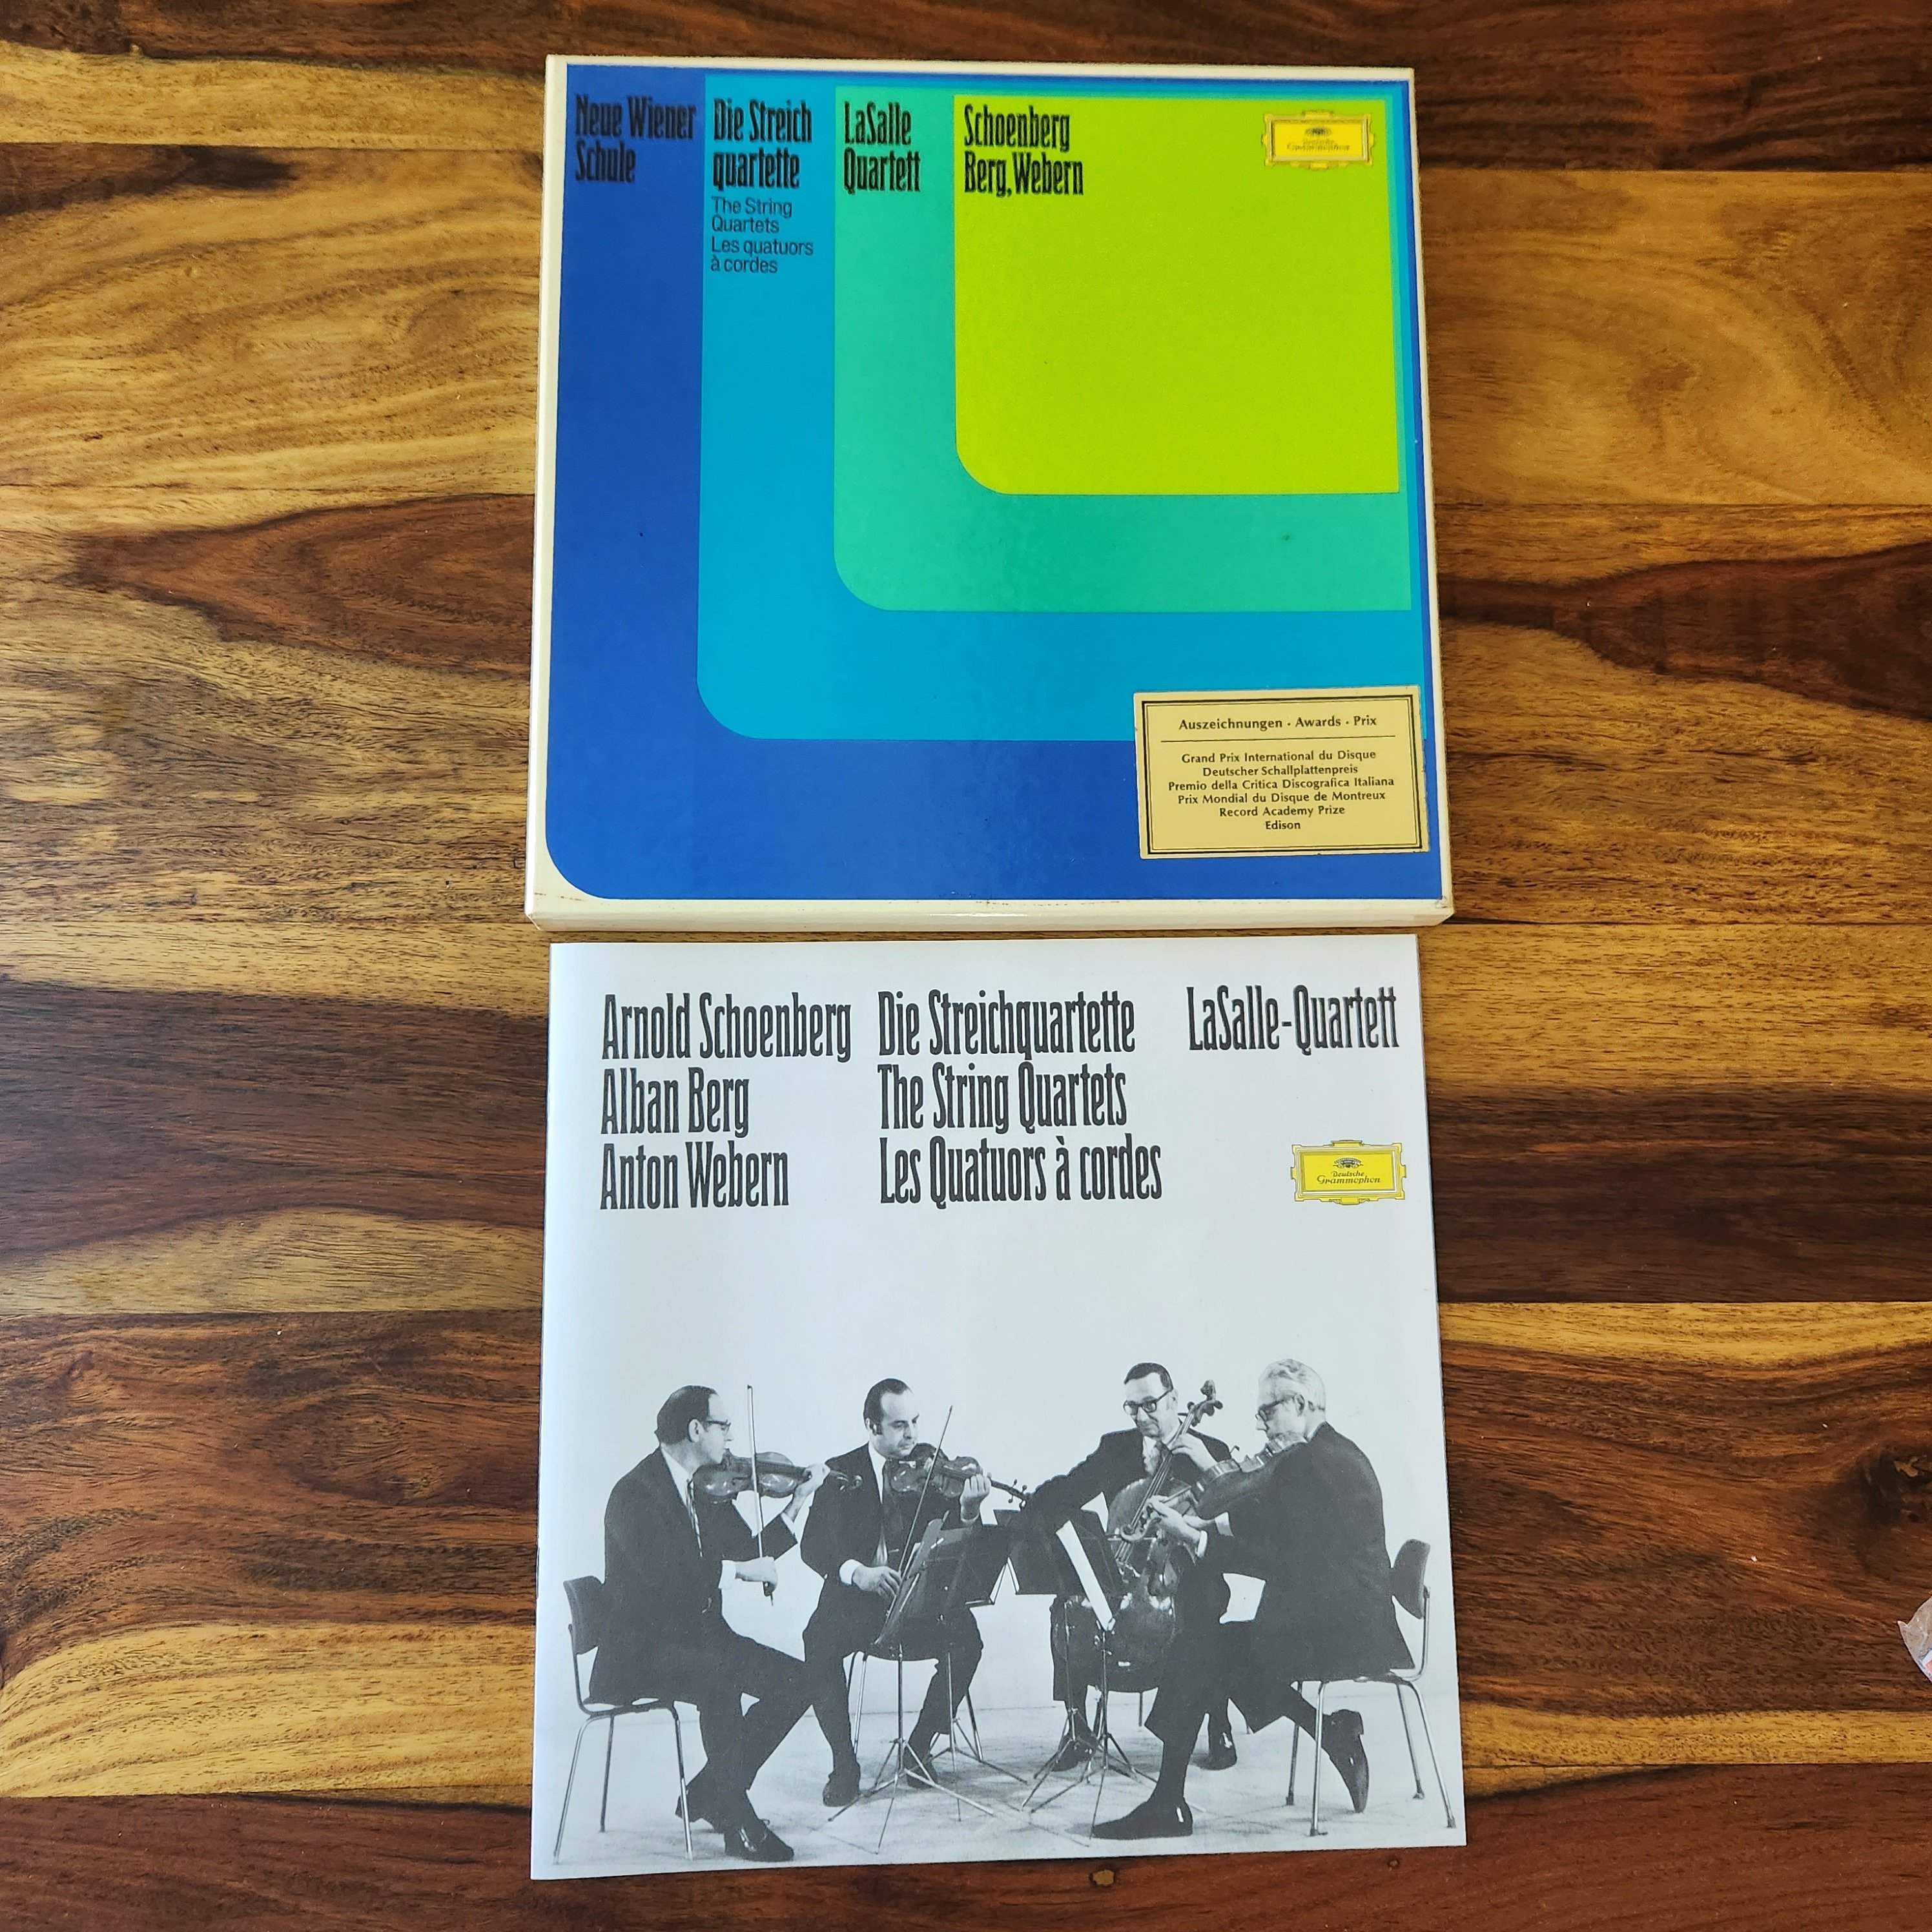 Neue Wiener
Schule
Die Streich
quartette
The String
Quartets
Les quatuors
à cordes
LaSalle
Quartett
Schoenberg
Berg, Webern
Deutsche
Grammophon
Auszeichnungen · Awards · Prix
Grand Prix International du Disque
Deutscher Schallplattenpreis
Premio della Critica Discografica Italiana
Prix Mondial du Disque de Montreux
Record Academy Prize
Edison
Arnold Schoenberg
Alban Berg
Anton Webern
Die Streichquartette
The String Quartets
Les Quatuors à cordes
LaSalle-Quartett
Deutsche
Grammophon